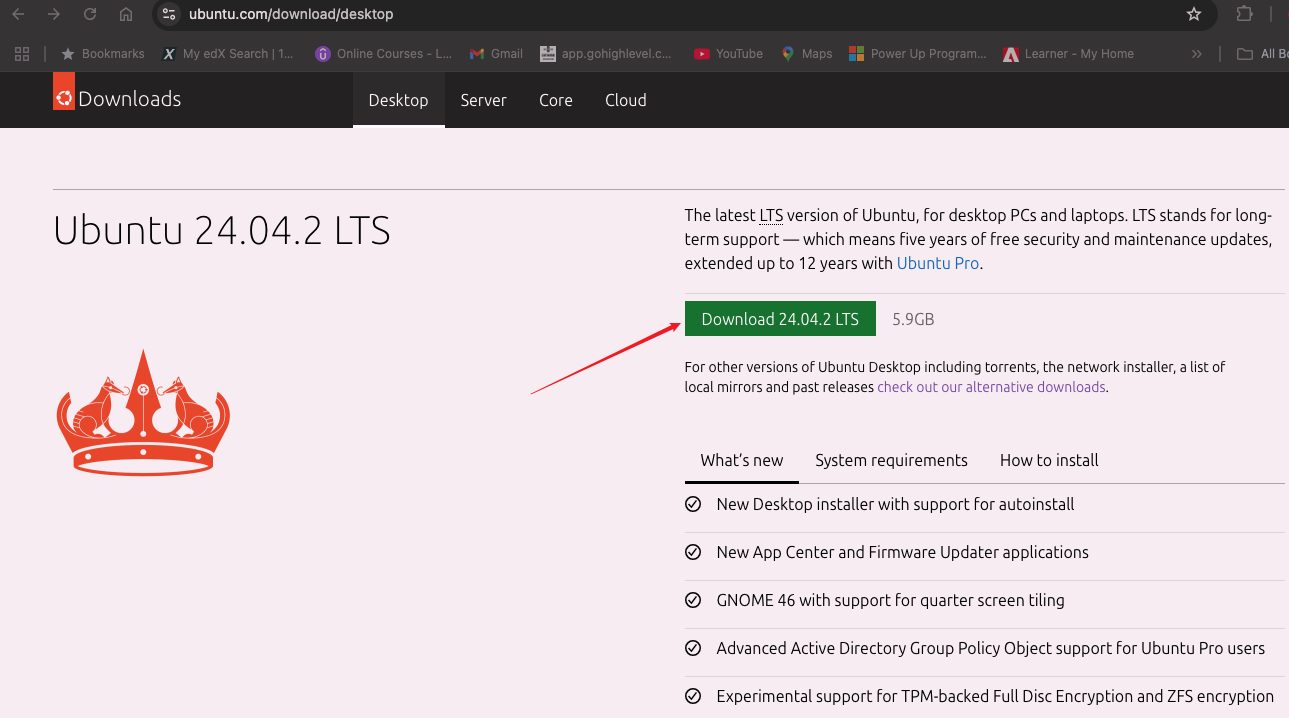 ubuntu.com/download/desktop
Bookmarks My edX Search | 1... Online Courses - L... Gmail app.gohighlevel.c... YouTube Maps Power Up Program... Learner - My Home » All Bo
Downloads Desktop Server Core Cloud
Ubuntu 24.04.2 LTS
The latest LTS version of Ubuntu, for desktop PCs and laptops. LTS stands for long-
term support — which means five years of free security and maintenance updates,
extended up to 12 years with Ubuntu Pro.
Download 24.04.2 LTS 5.9GB
For other versions of Ubuntu Desktop including torrents, the network installer, a list of
local mirrors and past releases check out our alternative downloads.
What's new System requirements How to install
New Desktop installer with support for autoinstall
New App Center and Firmware Updater applications
GNOME 46 with support for quarter screen tiling
Advanced Active Directory Group Policy Object support for Ubuntu Pro users
Experimental support for TPM-backed Full Disc Encryption and ZFS encryption